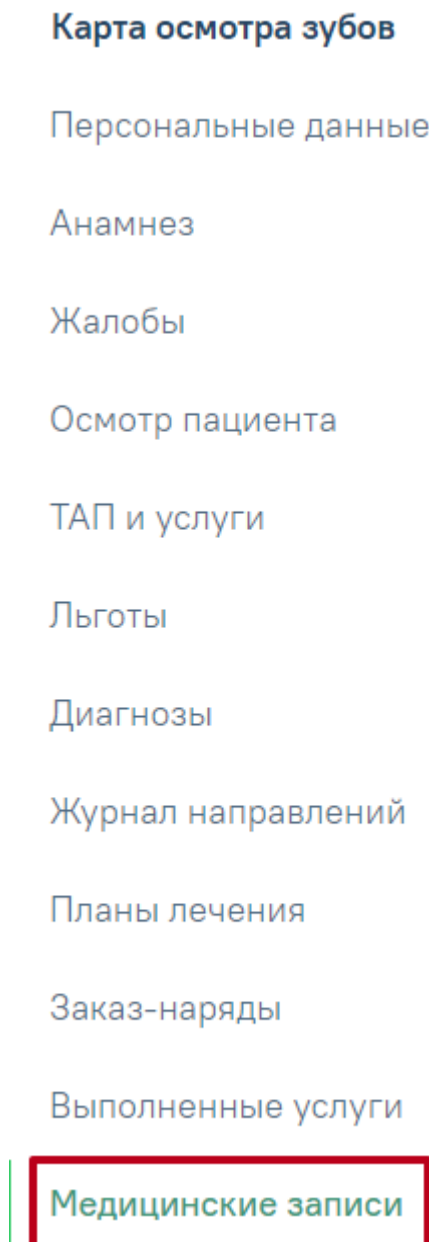 Карта осмотра зубов
Персональные данные
Анамнез
Жалобы
Осмотр пациента
ТАП и услуги
Льготы
Диагнозы
Журнал направлений
Планы лечения
Заказ-наряды
Выполненные услуги
Медицинские записи